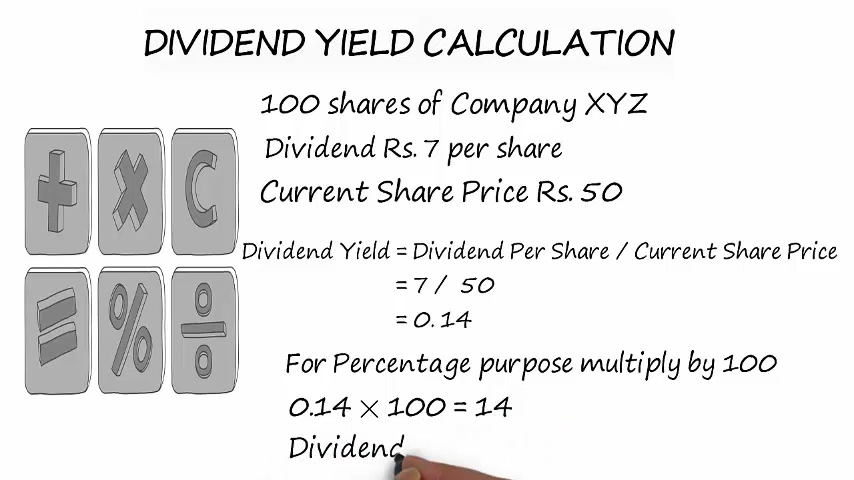 DIVIDEND YIELD CALCULATION
100 shares of Company XYZ
Dividend Rs. 7 per share
Current Share Price Rs. 50
Dividend Yield = Dividend Per Share / Current Share Price
= 7 / 50
= 0.14
For Percentage purpose multiply by 100
0.14 × 100 = 14
Dividend
+ × C
= % ÷